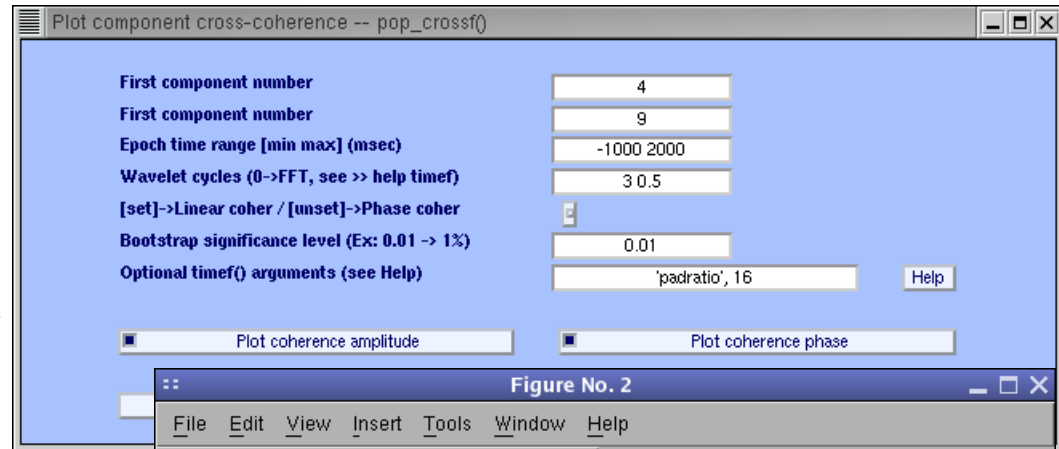 Plot component cross-coherence -- pop_crossf()
First component number 4
First component number 9
Epoch time range [min max] (msec) -1000 2000
Wavelet cycles (0->FFT, see >> help timef) 3 0.5
[set]->Linear coher / [unset]->Phase coher
Bootstrap significance level (Ex: 0.01 -> 1%) 0.01
Optional timef() arguments (see Help) 'padratio', 16 Help
Plot coherence amplitude Plot coherence phase
Figure No. 2
File Edit View Insert Tools Window Help